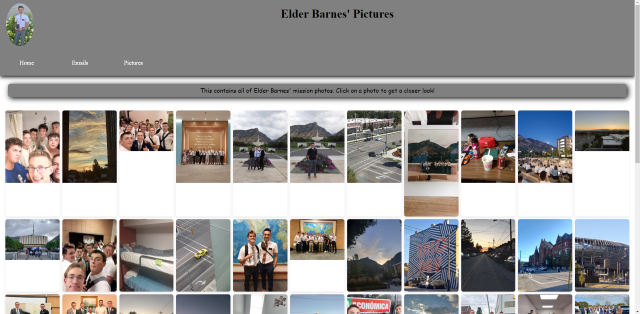 Elder Barnes' Pictures
Home
Emails
Pictures
This contains all of Elder Barnes' mission photos. Click on a photo to get a closer look!
ECONOMICA